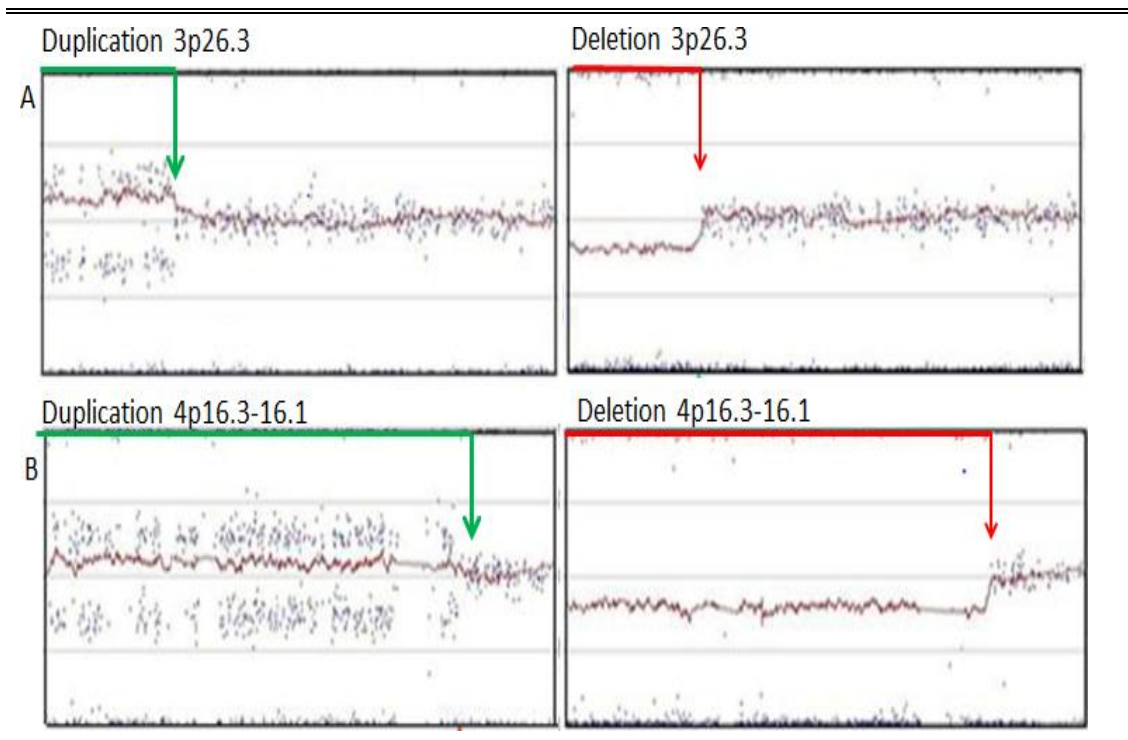 Duplication 3p26.3
Deletion 3p26.3
A
Duplication 4p16.3-16.1
Deletion 4p16.3-16.1
B